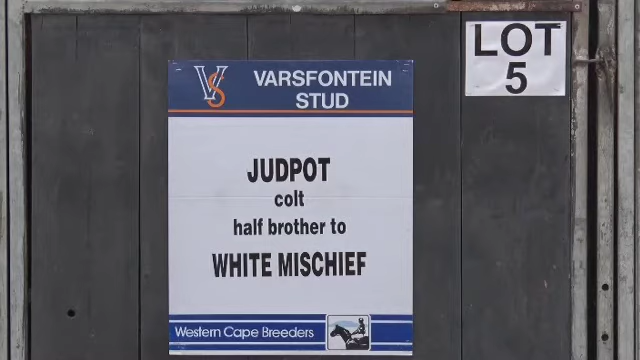 LOT
5
VS
VARSFONTEIN
STUD
JUDPOT
colt
half brother to
WHITE MISCHIEF
Western Cape Breeders